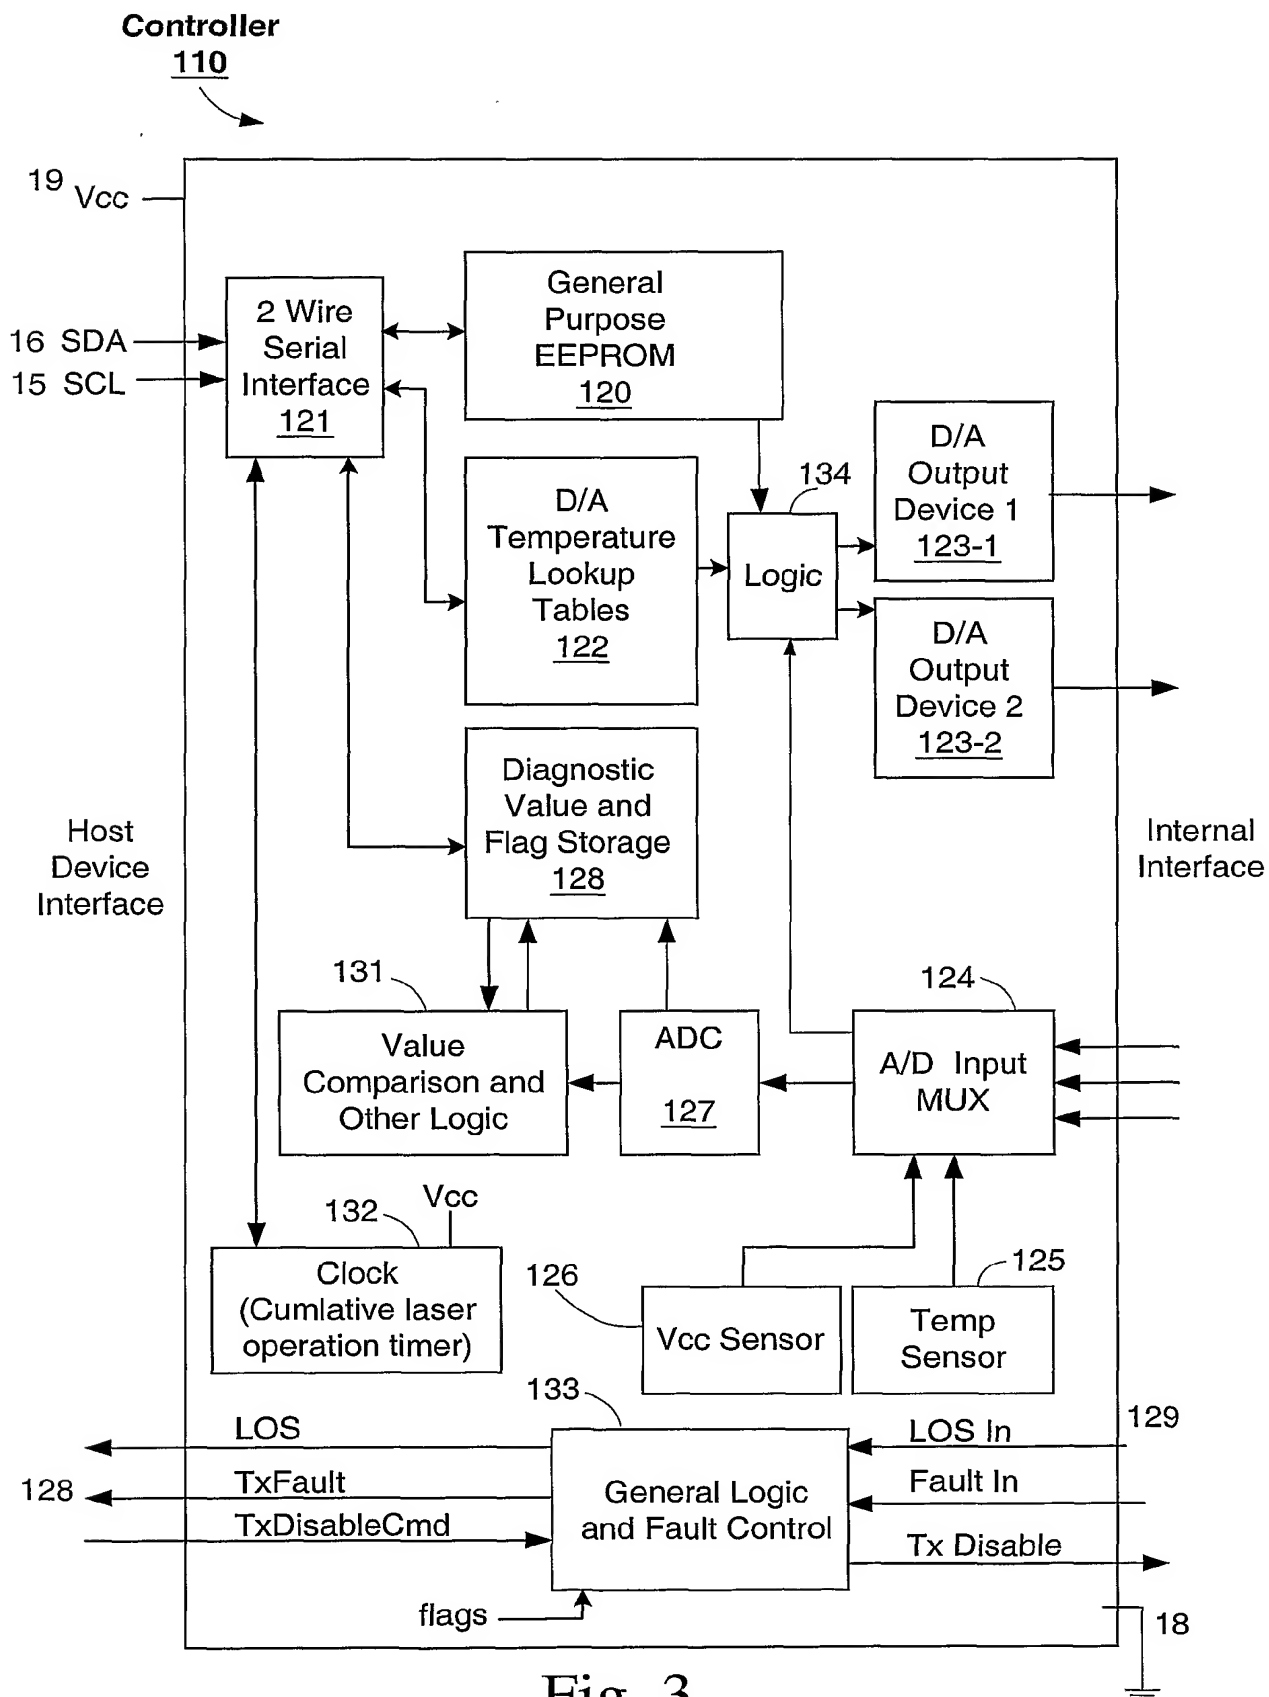 Controller
110
19 Vcc
16 SDA
15 SCL
2 Wire
Serial
Interface
121
General
Purpose
EEPROM
120
D/A
Temperature
Lookup
Tables
122
134
Logic
D/A
Output
Device 1
123-1
D/A
Output
Device 2
123-2
Diagnostic
Value and
Flag Storage
128
Host
Device
Interface
Internal
Interface
131
Value
Comparison and
Other Logic
ADC
127
124
A/D Input
MUX
132
Vcc
Clock
(Cumlative laser
operation timer)
126
Vcc Sensor
125
Temp
Sensor
133
General Logic
and Fault Control
LOS
128
TxFault
TxDisableCmd
flags
LOS In
129
Fault In
Tx Disable
18
Fig. 3